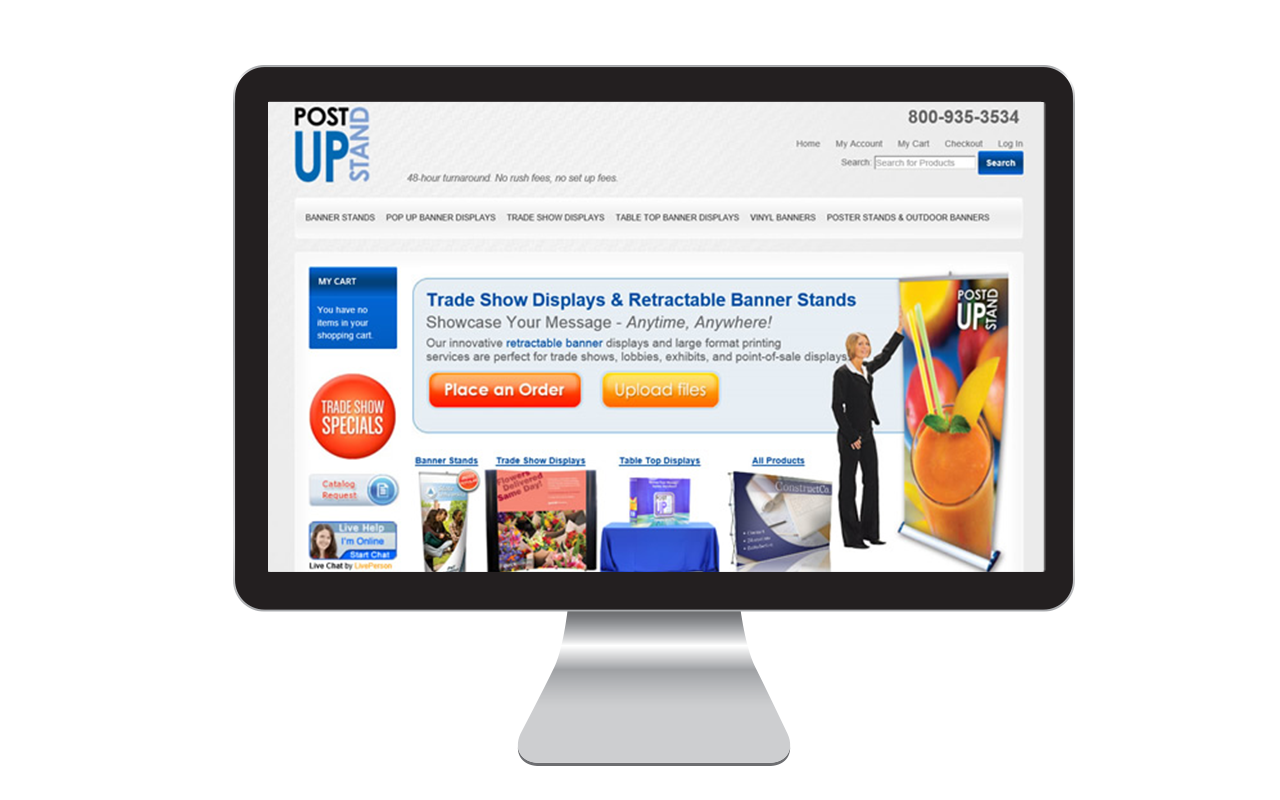 POST
UP
STAND
48-hour turnaround. No rush fees, no set up fees.
800-935-3534
Home My Account My Cart Checkout Log In
Search: Search for Products Search
BANNER STANDS POP UP BANNER DISPLAYS TRADE SHOW DISPLAYS TABLE TOP BANNER DISPLAYS VINYL BANNERS POSTER STANDS & OUTDOOR BANNERS
MY CART
You have no
items in your
shopping cart.
TRADE SHOW
SPECIALS
Catalog
Request
Live Help
I'm Online
Start Chat
Live Chat by LivePerson
Trade Show Displays & Retractable Banner Stands
Showcase Your Message - Anytime, Anywhere!
Our innovative retractable banner displays and large format printing
services are perfect for trade shows, lobbies, exhibits, and point-of-sale displays
Place an Order Upload files
POST
UP
STAND
Banner Stands Trade Show Displays Table Top Displays All Products
Flowers
Delivered
Same Day!
ConstructCo